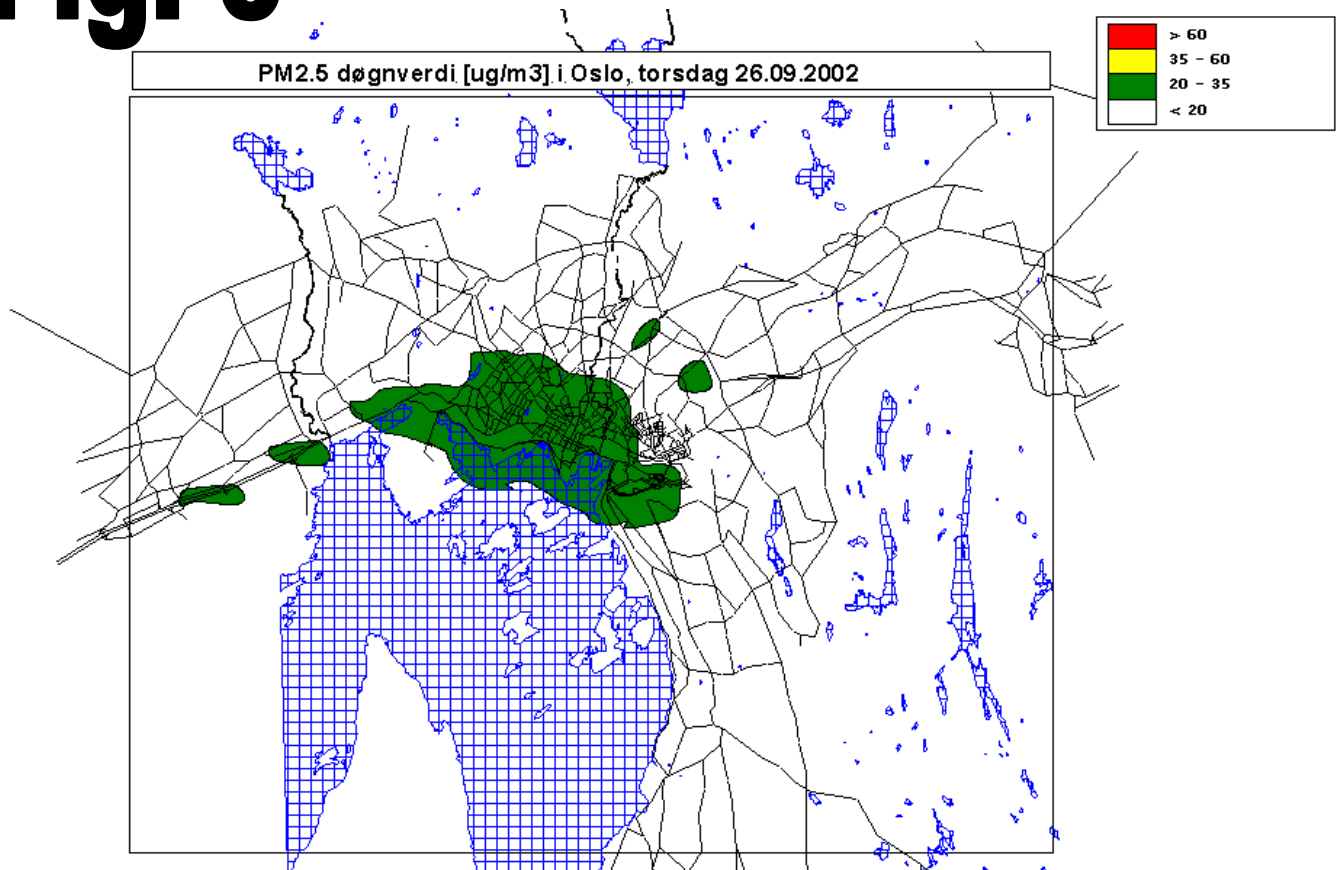 PM2.5 døgnverdi [ug/m3] i Oslo, torsdag 26.09.2002
> 60
35 - 60
20 - 35
< 20